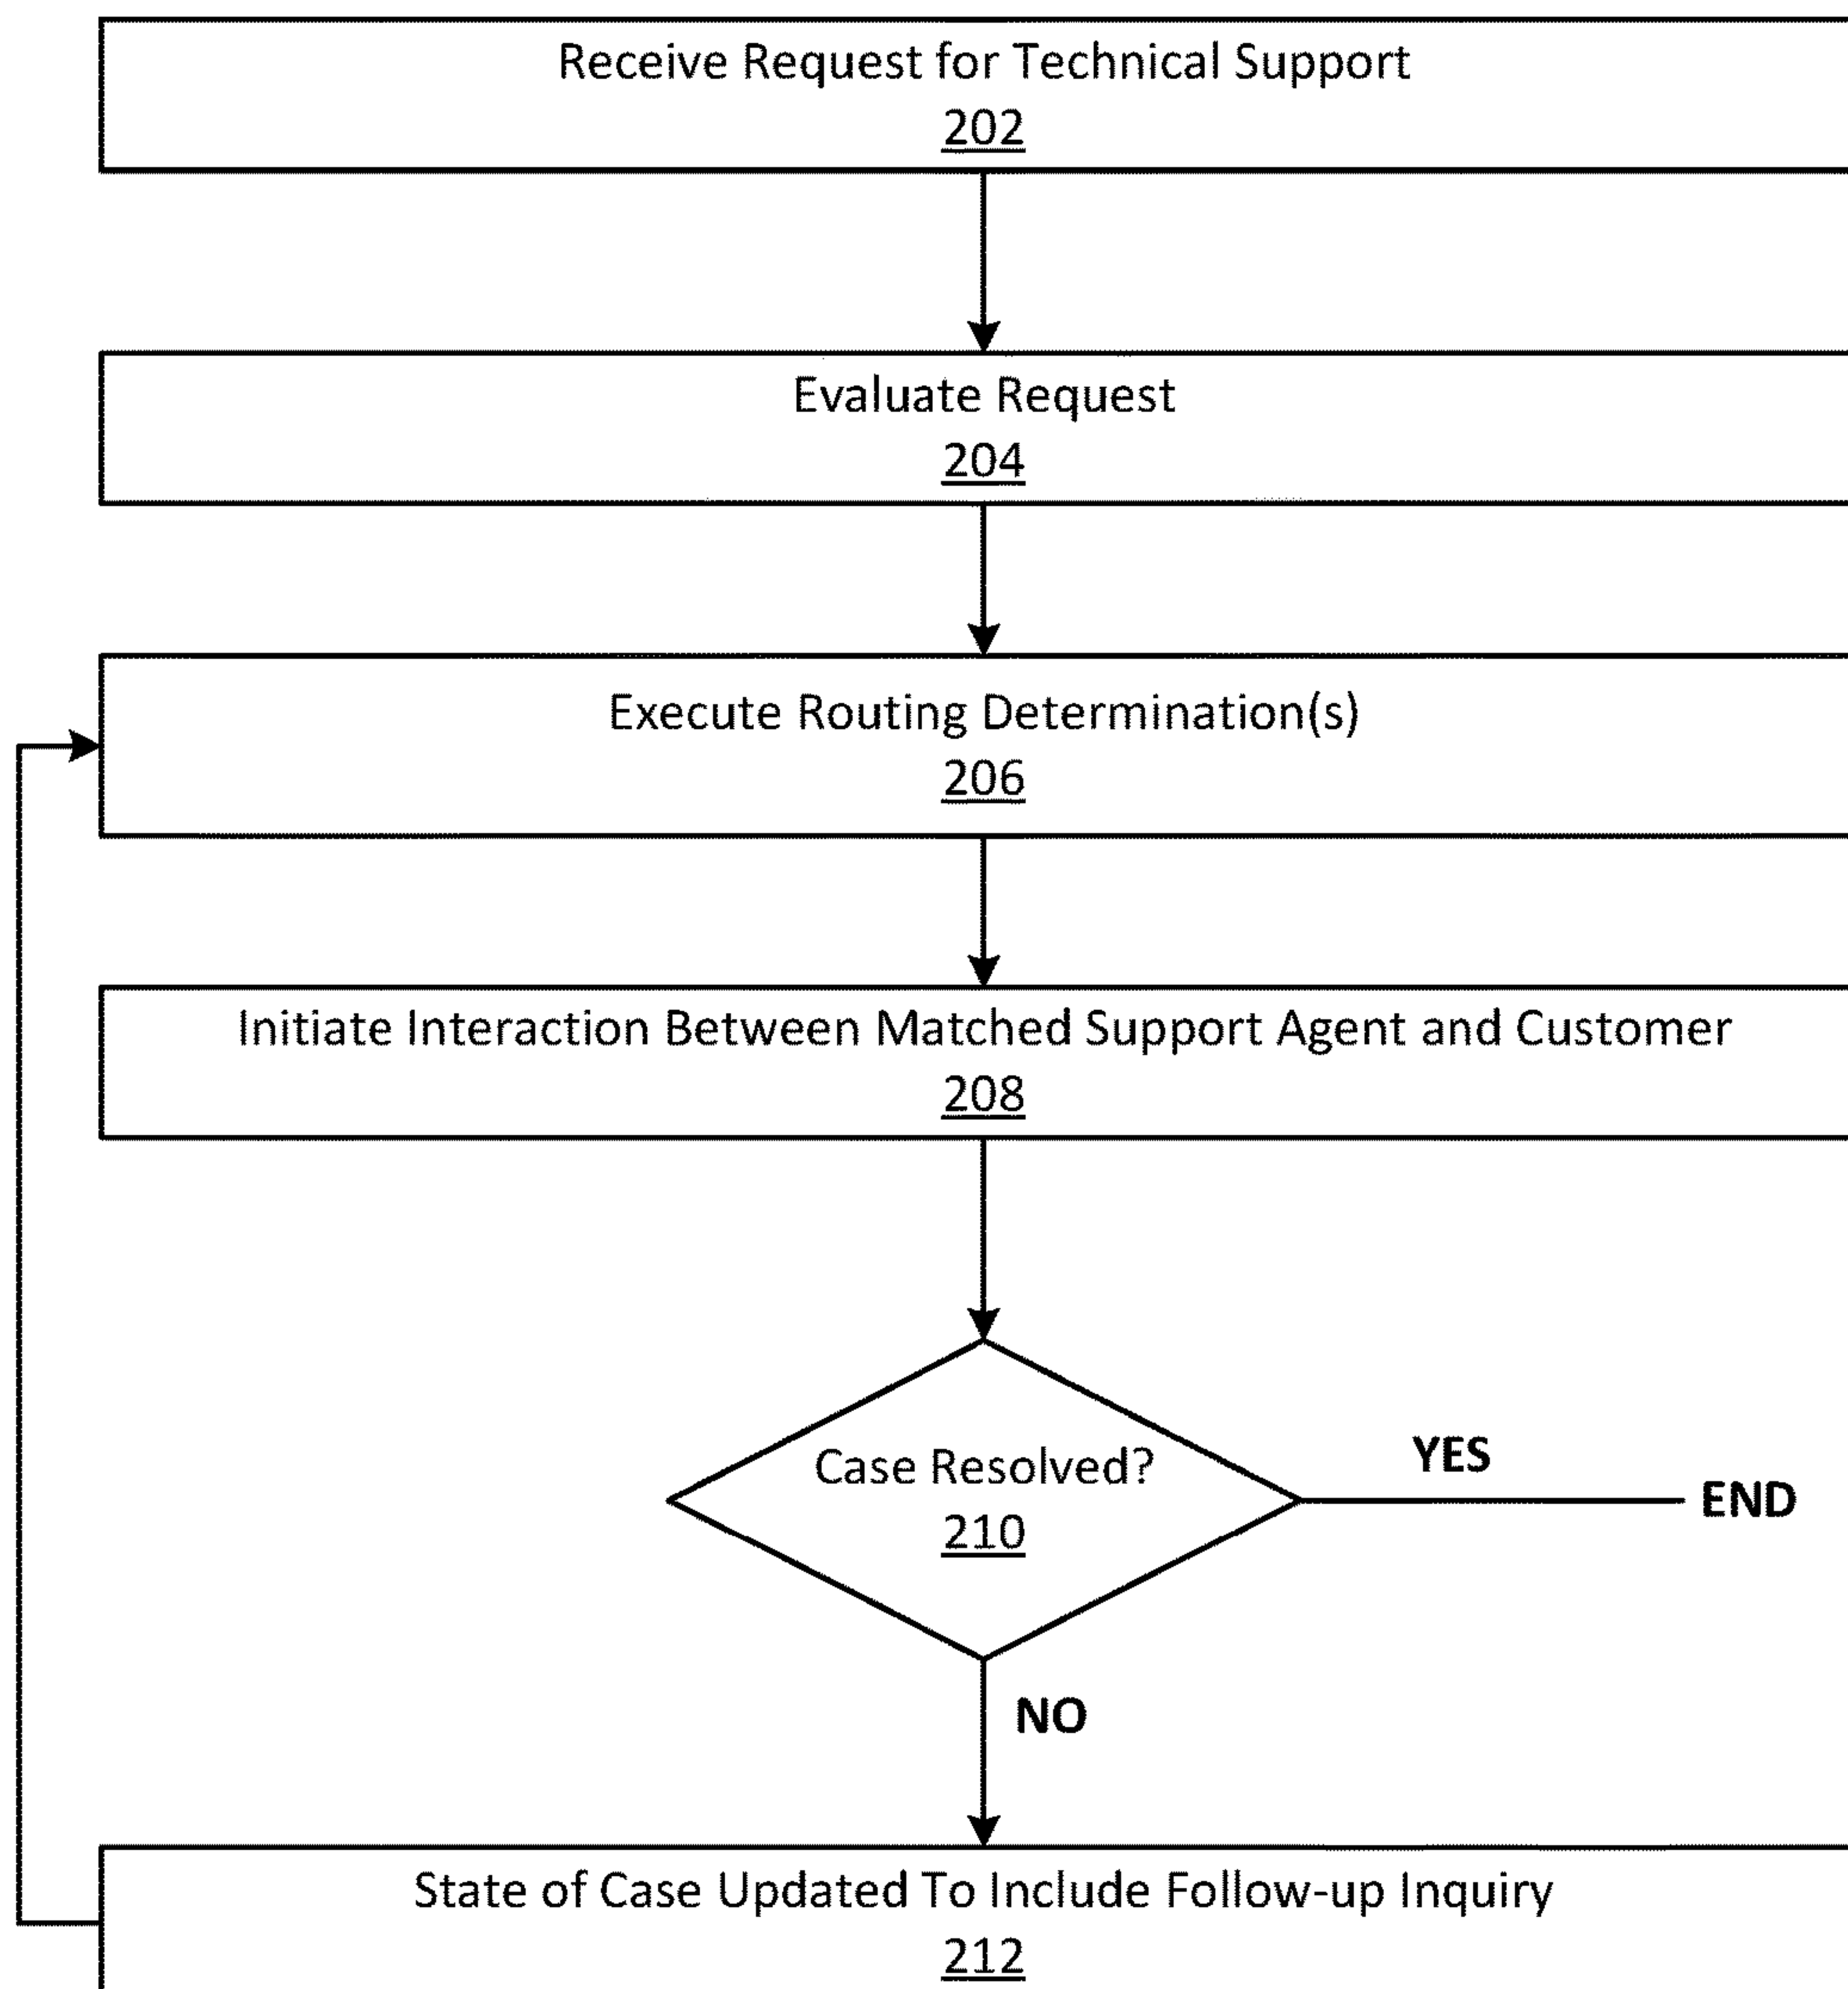 Receive Request for Technical Support
202
Evaluate Request
204
Execute Routing Determination(s)
206
Initiate Interaction Between Matched Support Agent and Customer
208
Case Resolved?
210
YES
END
NO
State of Case Updated To Include Follow-up Inquiry
212